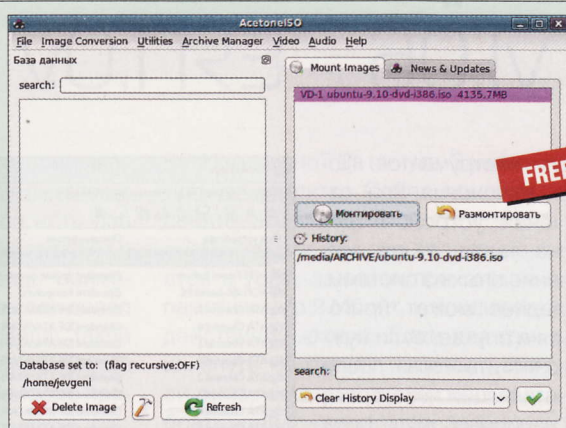 AcetoneISO
File Image Conversion Utilities Archive Manager Video Audio Help
База данных
search:
Database set to: (flag recursive:OFF)
/home/jevgeni
Delete Image
Refresh
Mount Images
News & Updates
VD-1 ubuntu-9.10-dvd-i386.iso 4135,7MB
Монтировать
Размонтировать
History:
/media/ARCHIVE/ubuntu-9.10-dvd-i386.iso
search:
Clear History Display